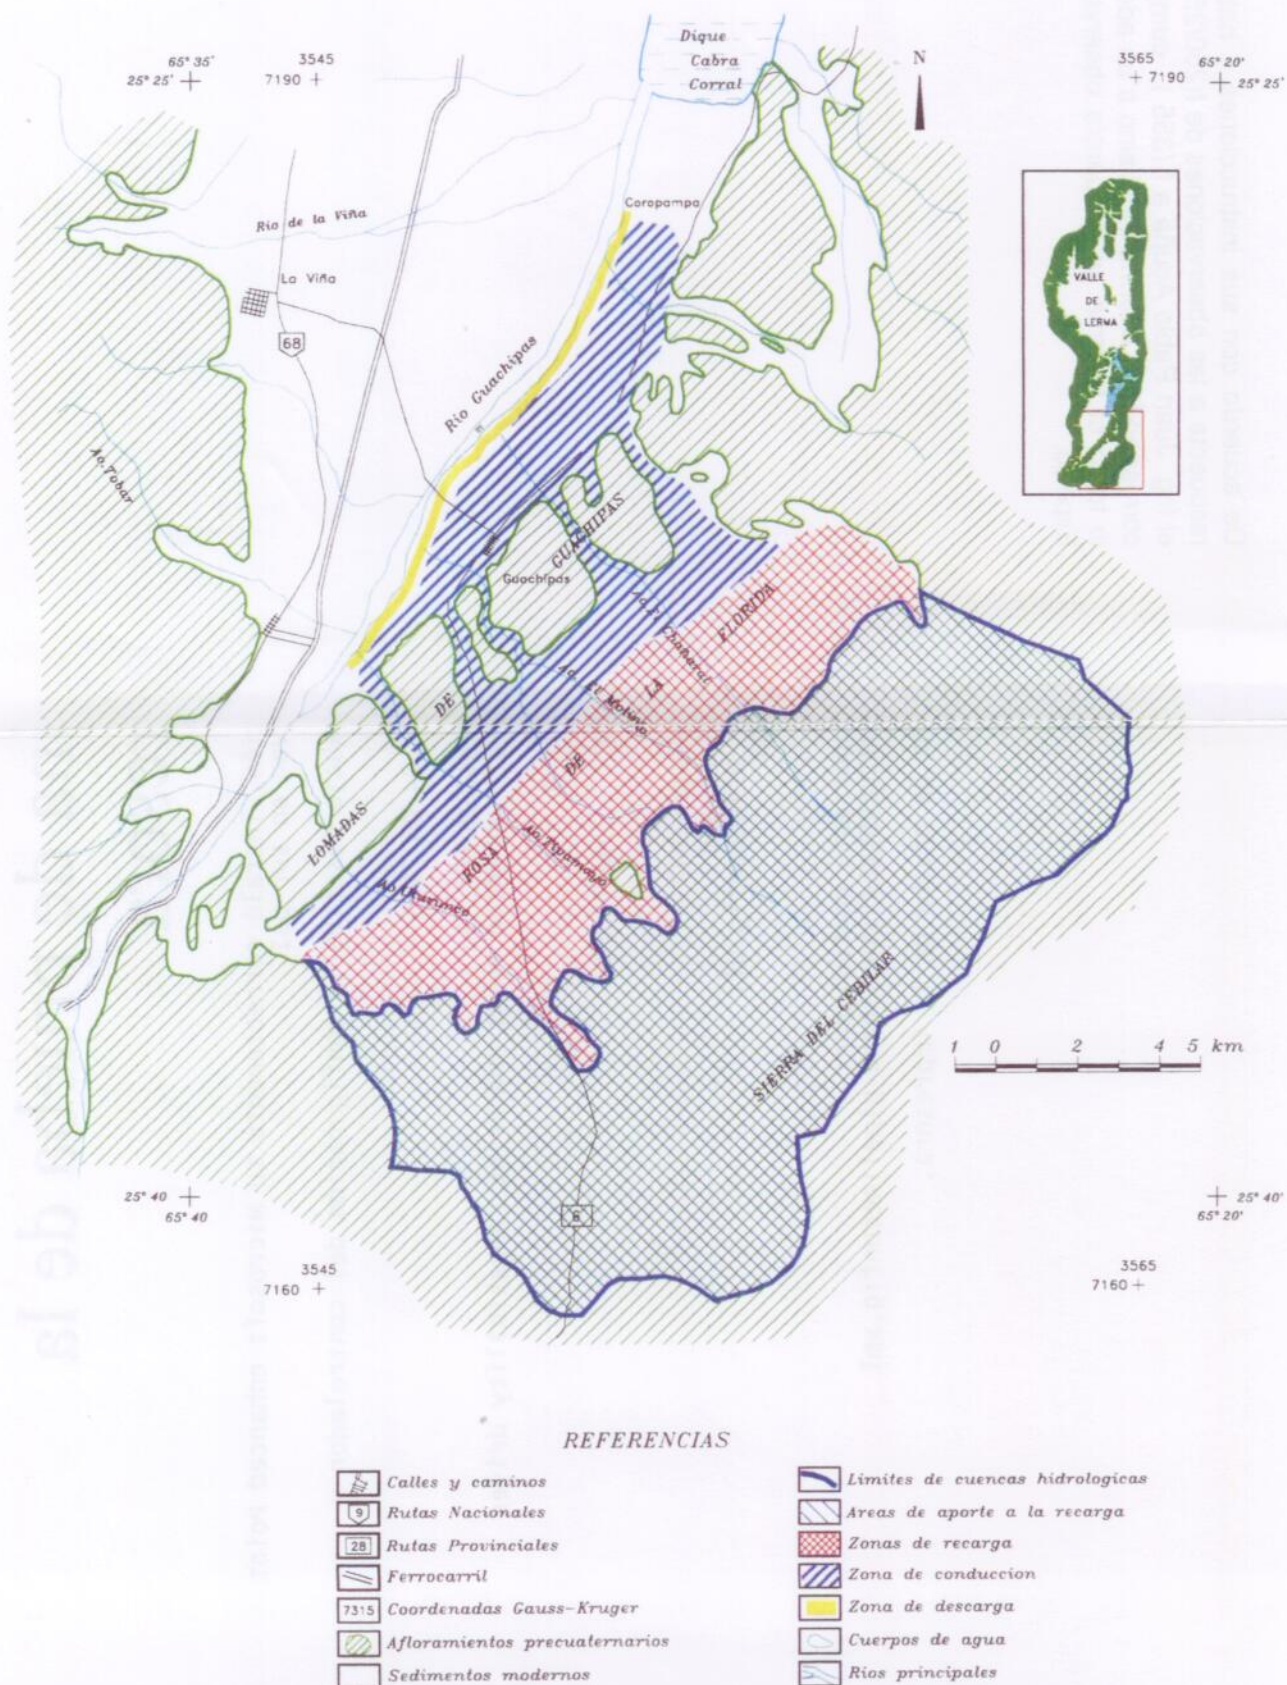 Dique
Cabra
Corral
N
65° 35'
25° 25'
3545
7190
3565
7190
65° 20'
25° 25'
Coropampa
Rio de la Viña
La Viña
68
VALLE
DE
LERMA
Rio Guachipas
Ao. Tobar
GUACHIPAS
Guachipas
FLORIDA
Ao. El Chañaral
LA
Ao. El Molino
DE
DE
LOMADAS
ROSA
Ao. Tipamayo
SIERRA DEL CEBILAR
1 0 2 4 5 km
25° 40
65° 40
25° 40'
65° 20'
6
3545
7160
3565
7160
REFERENCIAS
Calles y caminos
9 Rutas Nacionales
28 Rutas Provinciales
Ferrocarril
7315 Coordenadas Gauss-Kruger
Afloramientos precuaternarios
Sedimentos modernos
Limites de cuencas hidrologicas
Areas de aporte a la recarga
Zonas de recarga
Zona de conduccion
Zona de descarga
Cuerpos de agua
Rios principales